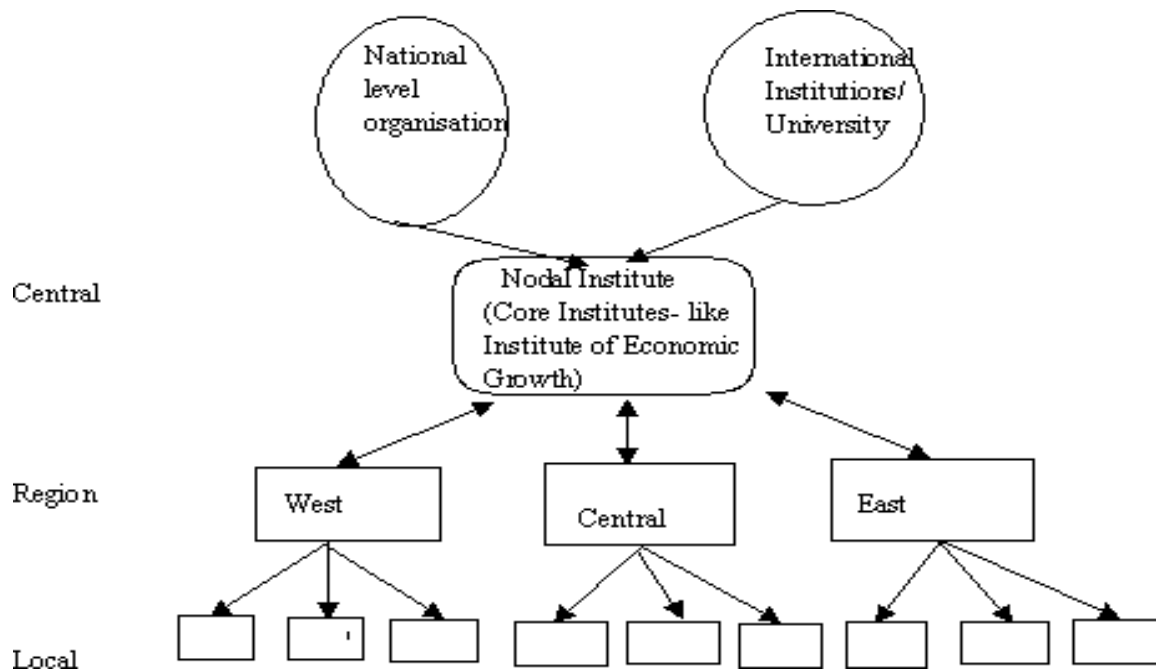 National
level
organisation
International
Institutions/
University
Central
Nodal Institute
(Core Institutes- like
Institute of Economic
Growth)
Region
West
Central
East
Local